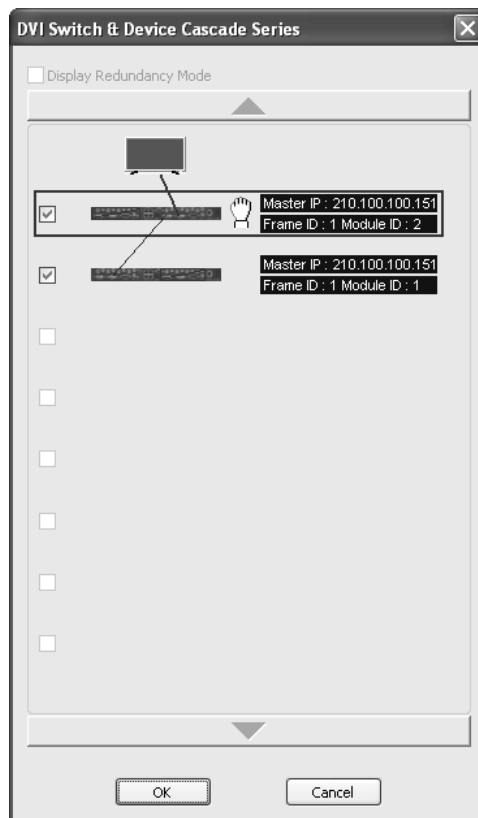 DVI Switch & Device Cascade Series
Display Redundancy Mode
Master IP : 210.100.100.151
Frame ID : 1 Module ID : 2
Master IP : 210.100.100.151
Frame ID : 1 Module ID : 1
OK
Cancel